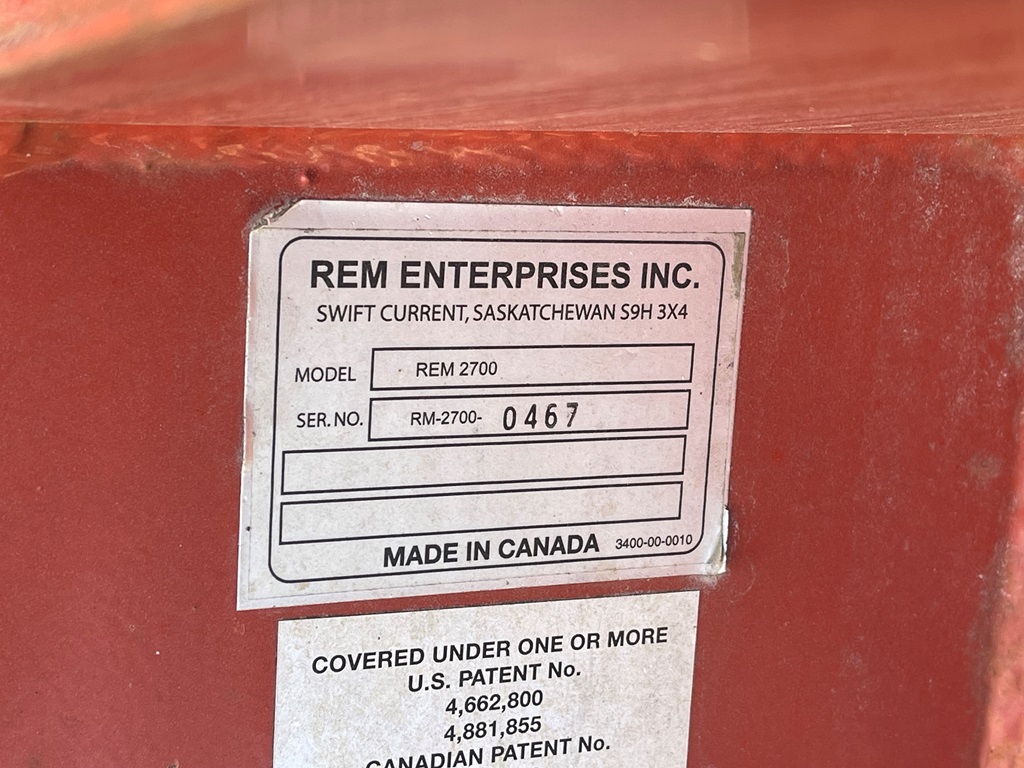 REM ENTERPRISES INC.
SWIFT CURRENT, SASKATCHEWAN S9H 3X4
MODEL REM 2700
SER. NO. RM-2700- 0467
MADE IN CANADA 3400-00-0010
COVERED UNDER ONE OR MORE
U.S. PATENT No.
4,662,800
4,881,855
CANADIAN PATENT No.